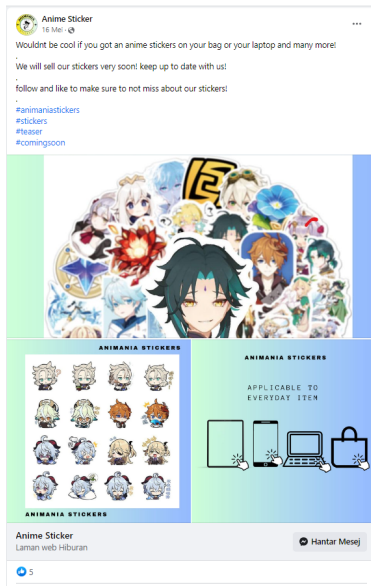 Anime Sticker
16 Mei ·
Wouldnt be cool if you got an anime stickers on your bag or your laptop and many more!
.
We will sell our stickers very soon! keep up to date with us!
.
follow and like to make sure to not miss about our stickers!
.
#animaniastickers
#stickers
#teaser
#comingsoon
ANIMANIA STICKERS
ANIMANIA STICKERS
ANIMANIA STICKERS
APPLICABLE TO
EVERYDAY ITEM
Anime Sticker
Laman web Hiburan
Hantar Mesej
5